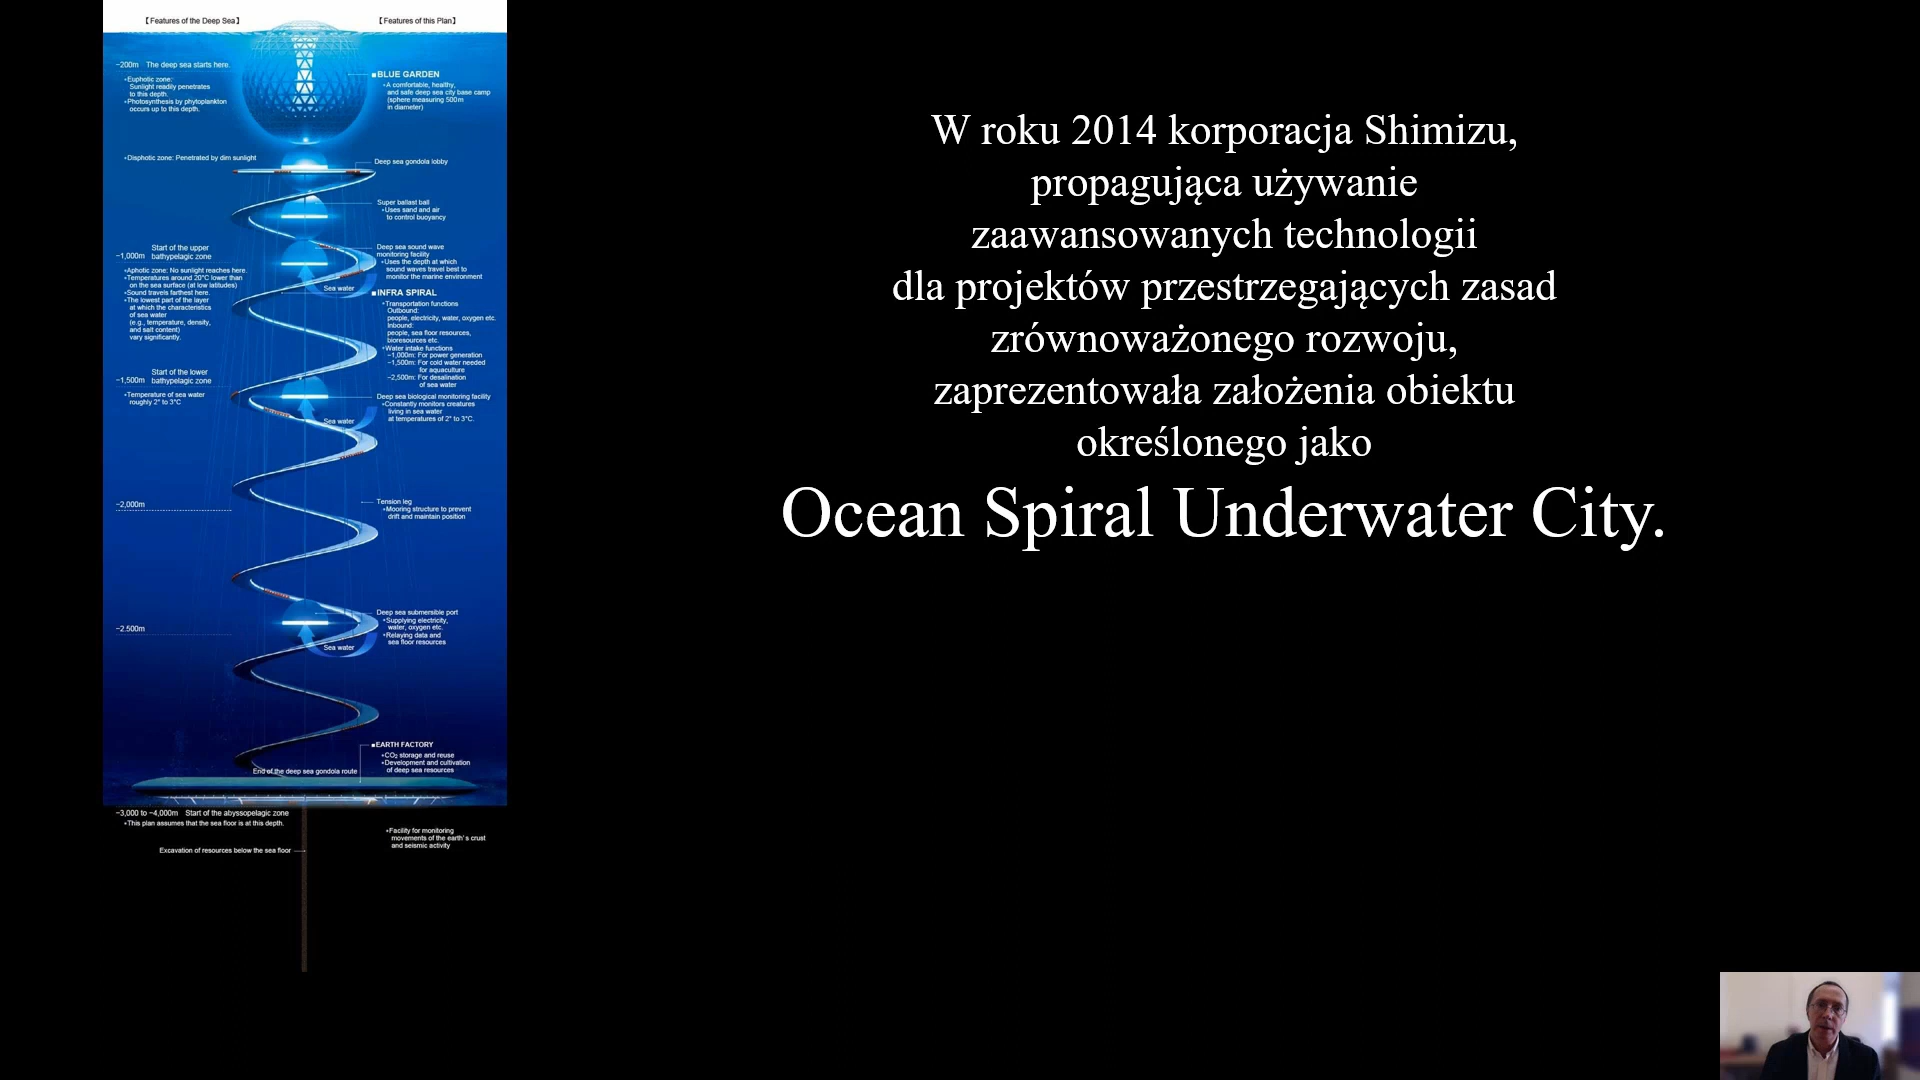 【Features of the Deep Sea】
【Features of this Plan】
−200m The deep sea starts here.
•Euphotic zone:
Sunlight readily penetrates
to this depth.
•Photosynthesis by phytoplankton
occurs up to this depth.
■BLUE GARDEN
•A comfortable, healthy,
and safe deep sea city base camp
(sphere measuring 500m
in diameter)
•Disphotic zone: Penetrated by dim sunlight
Deep sea gondola lobby
Super ballast ball
•Uses sand and air
to control buoyancy
Start of the upper
−1,000m bathypelagic zone
•Aphotic zone: No sunlight reaches here.
•Temperatures around 20°C lower than
on the sea surface (at low latitudes)
•Sound travels farthest here.
•The lowest part of the layer
at which the characteristics
of sea water
(e.g., temperature, density,
and salt content)
vary significantly.
Deep sea sound wave
monitoring facility
•Uses the depth at which
sound waves travel best to
monitor the marine environment
Sea water
■INFRA SPIRAL
•Transportation functions
Outbound:
people, electricity, water, oxygen etc.
Inbound:
people, sea floor resources,
bioresources etc.
•Water intake functions
−1,000m: For power generation
−1,500m: For cold water needed
for aquaculture
−2,500m: For desalination
of sea water
Start of the lower
−1,500m bathypelagic zone
•Temperature of sea water
roughly 2° to 3°C
Deep sea biological monitoring facility
•Constantly monitors creatures
living in sea water
at temperatures of 2° to 3°C.
Sea water
−2,000m
Tension leg
•Mooring structure to prevent
drift and maintain position
−2.500m
Deep sea submersible port
•Supplying electricity,
water, oxygen etc.
•Relaying data and
sea floor resources
Sea water
■EARTH FACTORY
•CO₂ storage and reuse
•Development and cultivation
of deep sea resources
End of the deep sea gondola route
−3,000 to −4,000m Start of the abyssopelagic zone
•This plan assumes that the sea floor is at this depth.
•Facility for monitoring
movements of the earth's crust
and seismic activity
Excavation of resources below the sea floor
W roku 2014 korporacja Shimizu,
propagująca używanie
zaawansowanych technologii
dla projektów przestrzegających zasad
zrównoważonego rozwoju,
zaprezentowała założenia obiektu
określonego jako
Ocean Spiral Underwater City.